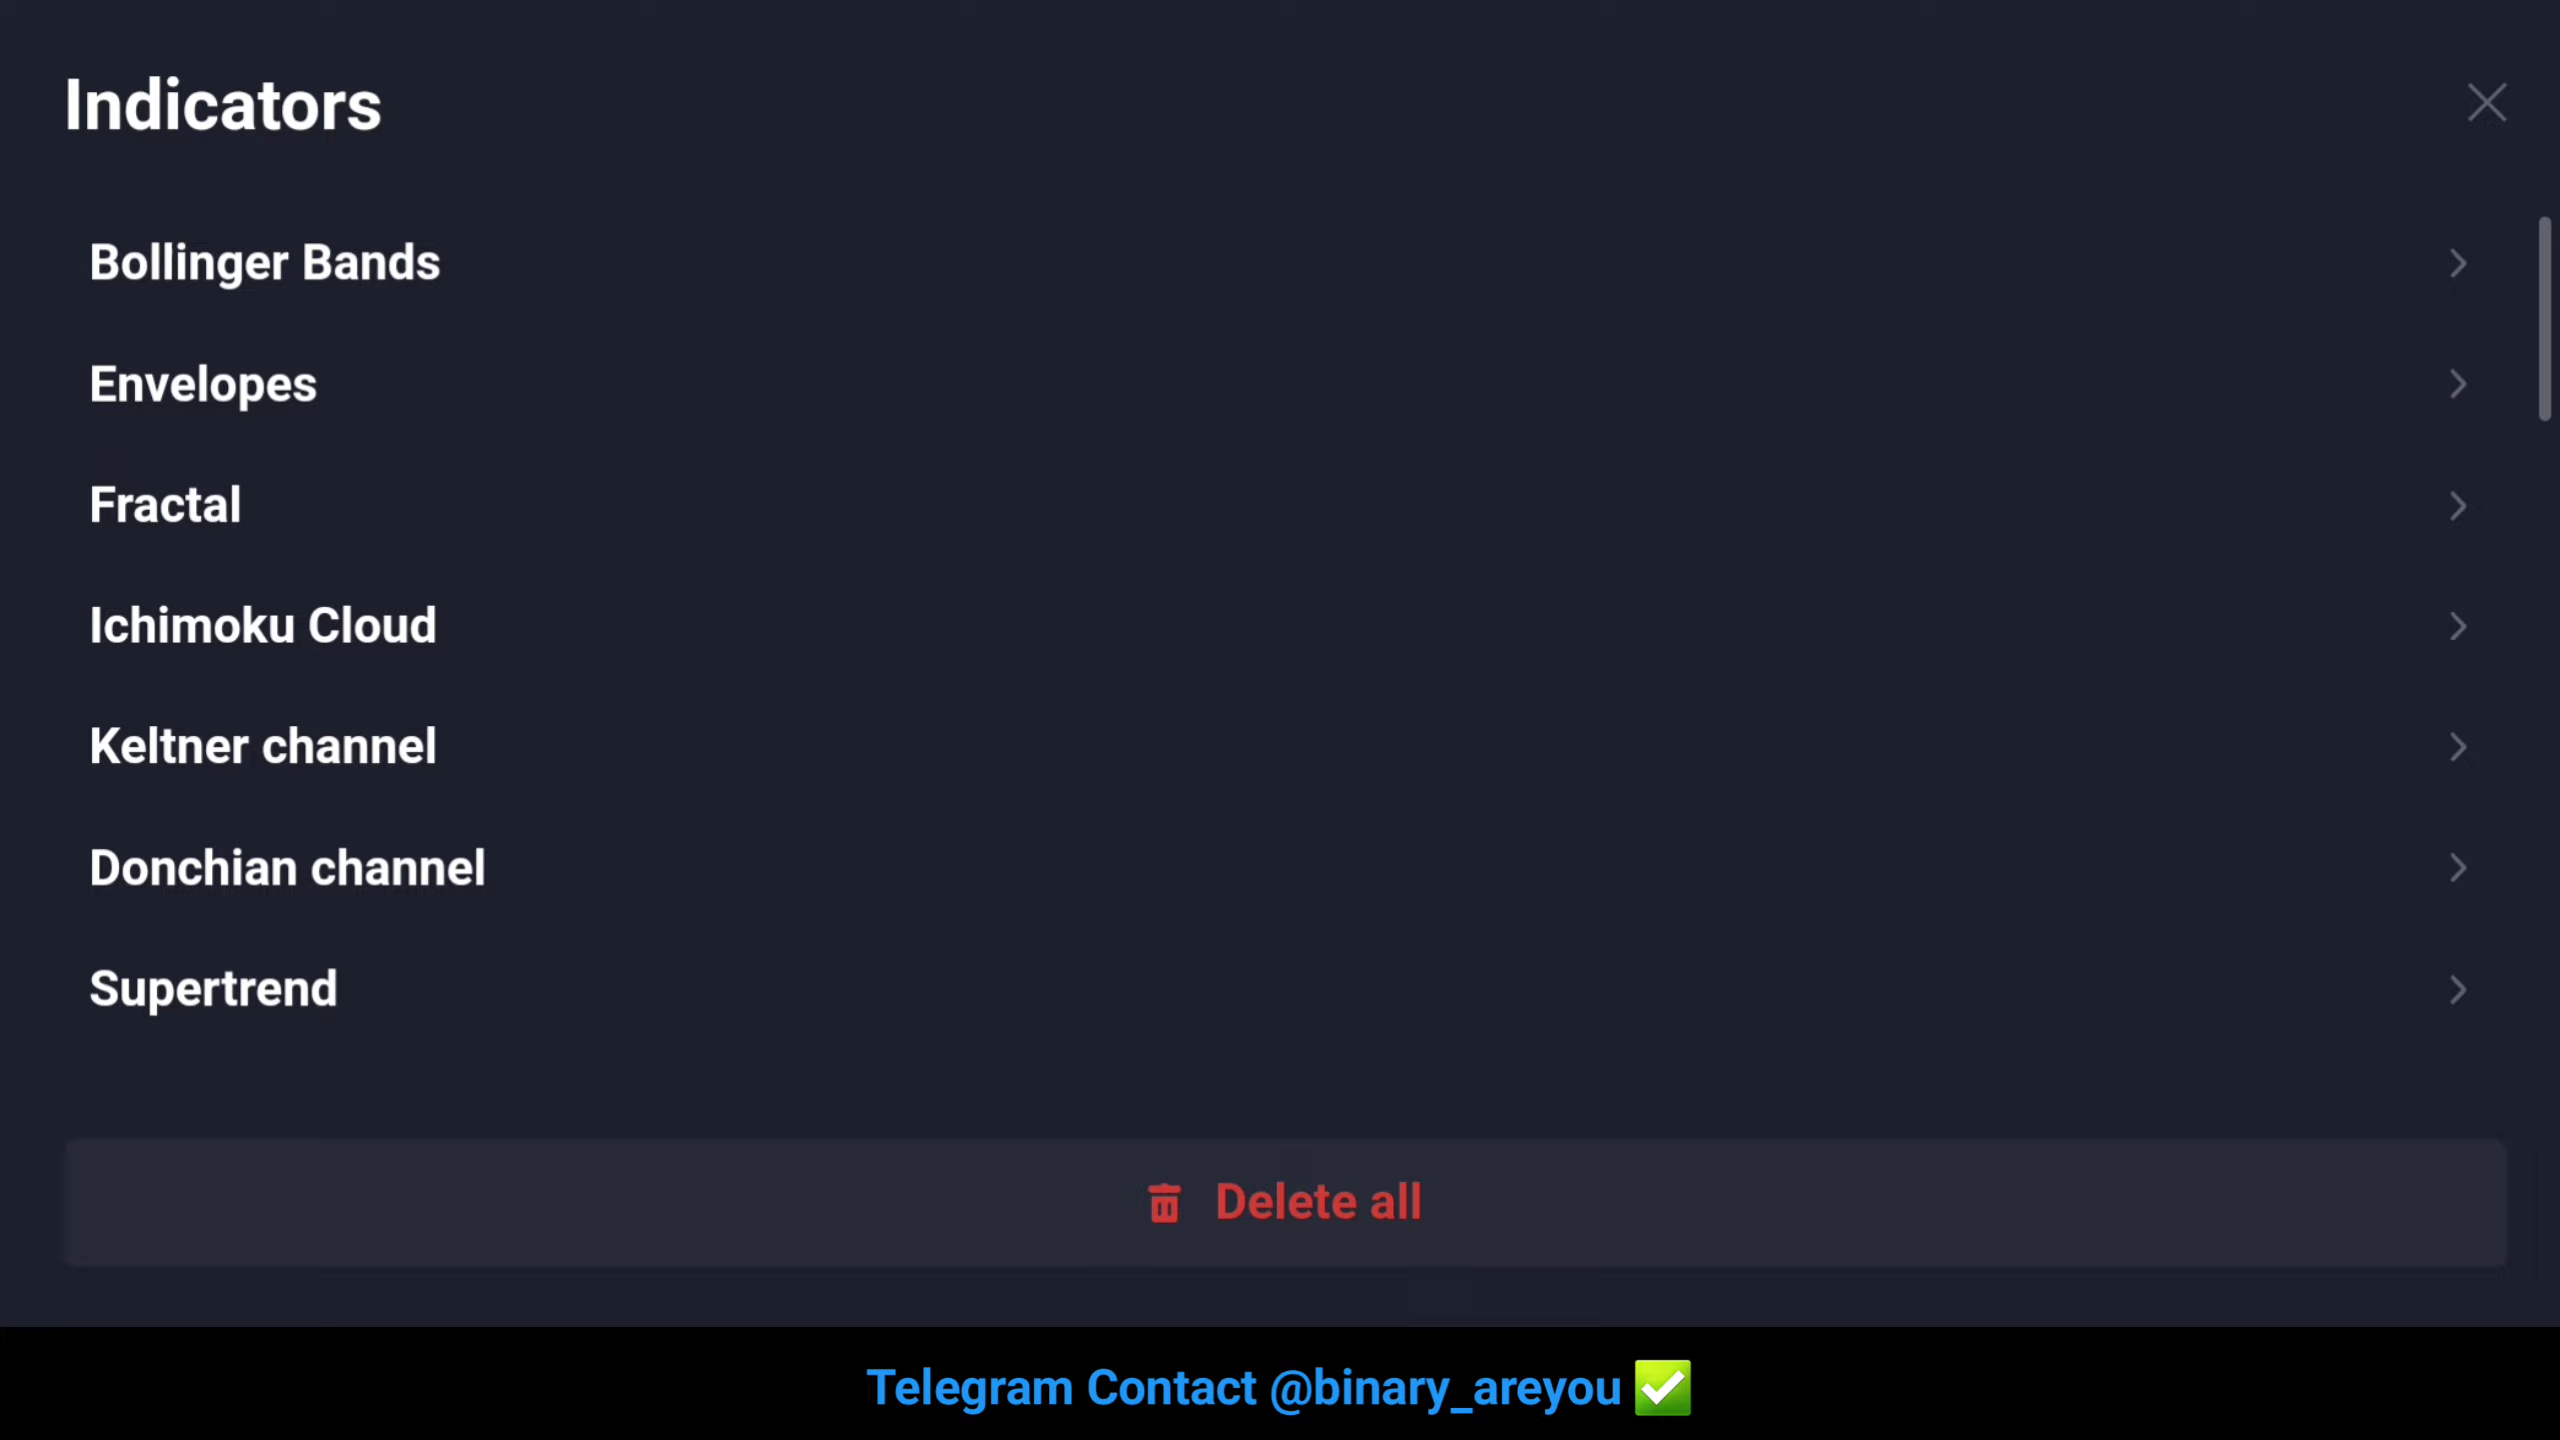 Indicators
Bollinger Bands
Envelopes
Fractal
Ichimoku Cloud
Keltner channel
Donchian channel
Supertrend
Delete all
Telegram Contact @binary_areyou ✅